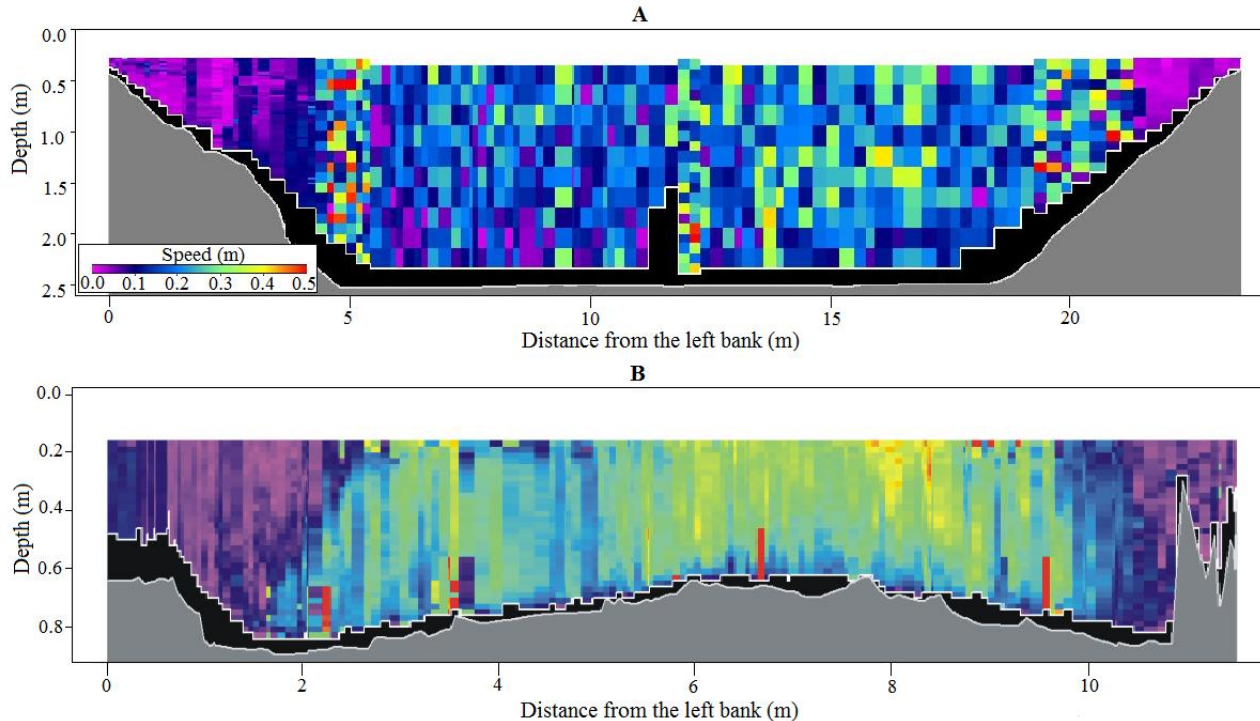 A
0.0
0.5
1.0
1.5
2.0
2.5
Depth (m)
Speed (m)
0.0 0.1 0.2 0.3 0.4 0.5
0 5 10 15 20
Distance from the left bank (m)
B
0.0
0.2
0.4
0.6
0.8
Depth (m)
0 2 4 6 8 10
Distance from the left bank (m)